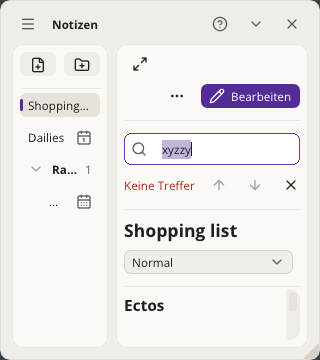 Notizen
Shopping...
Dailies
Ra... 1
...
Bearbeiten
xyzzy
Keine Treffer
Shopping list
Normal
Ectos